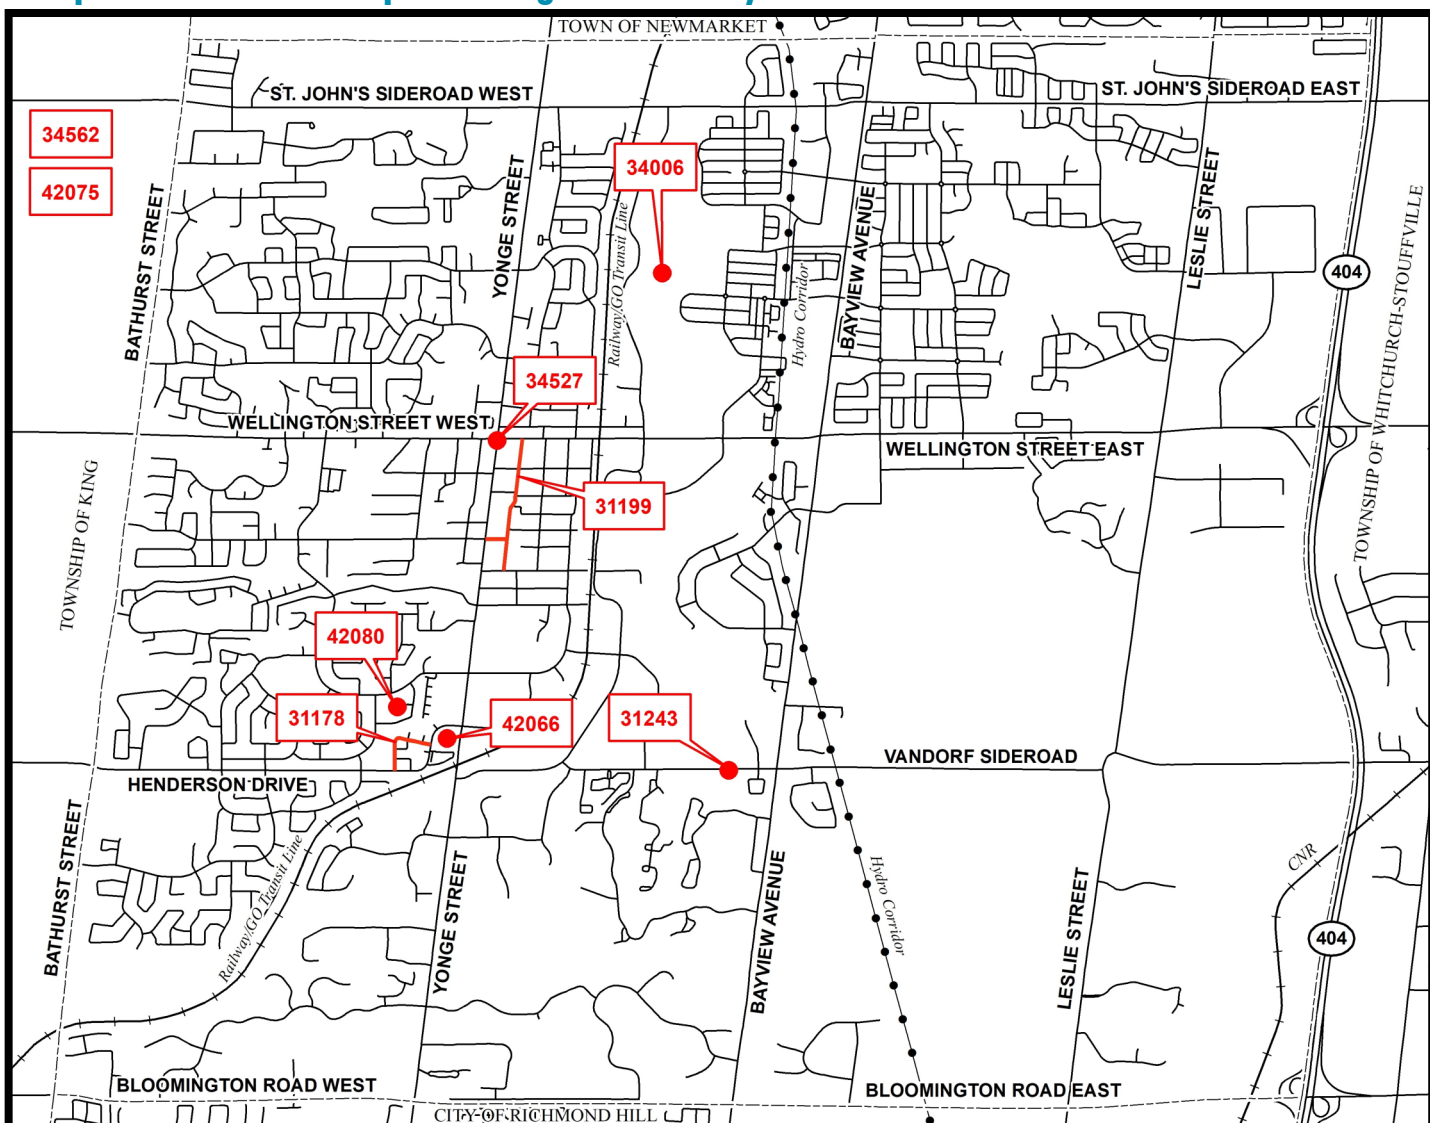 TOWN OF NEWMARKET
ST. JOHN'S SIDEROAD WEST
ST. JOHN'S SIDEROAD EAST
34562
42075
34006
BATHURST STREET
YONGE STREET
Railway/GO Transit Line
Hydro Corridor
BAYVIEW AVENUE
LESLIE STREET
404
TOWNSHIP OF WHITCHURCH-STOUFFVILLE
34527
WELLINGTON STREET WEST
WELLINGTON STREET EAST
31199
TOWNSHIP OF KING
42080
31178
42066
31243
VANDORF SIDEROAD
HENDERSON DRIVE
BATHURST STREET
Railway/GO Transit Line
YONGE STREET
BAYVIEW AVENUE
Hydro Corridor
LESLIE STREET
CNR
404
BLOOMINGTON ROAD WEST
BLOOMINGTON ROAD EAST
CITY OF RICHMOND HILL